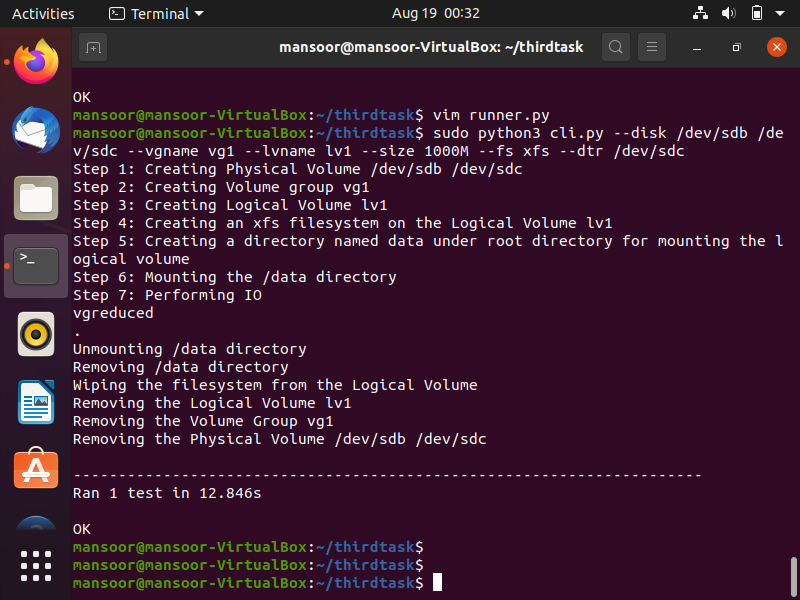 Activities
Terminal
Aug 19 00:32
mansoor@mansoor-VirtualBox: ~/thirdtask
OK
mansoor@mansoor-VirtualBox:~/thirdtask$ vim runner.py
mansoor@mansoor-VirtualBox:~/thirdtask$ sudo python3 cli.py --disk /dev/sdb /de
v/sdc --vgname vg1 --lvname lv1 --size 1000M --fs xfs --dtr /dev/sdc
Step 1: Creating Physical Volume /dev/sdb /dev/sdc
Step 2: Creating Volume group vg1
Step 3: Creating Logical Volume lv1
Step 4: Creating an xfs filesystem on the Logical Volume lv1
Step 5: Creating a directory named data under root directory for mounting the l
ogical volume
Step 6: Mounting the /data directory
Step 7: Performing IO
vgreduced
.
Unmounting /data directory
Removing /data directory
Wiping the filesystem from the Logical Volume
Removing the Logical Volume lv1
Removing the Volume Group vg1
Removing the Physical Volume /dev/sdb /dev/sdc
----------------------------------------------------------------------
Ran 1 test in 12.846s
OK
mansoor@mansoor-VirtualBox:~/thirdtask$
mansoor@mansoor-VirtualBox:~/thirdtask$
mansoor@mansoor-VirtualBox:~/thirdtask$